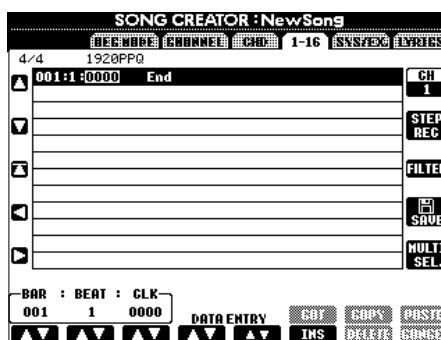 SONG CREATOR : NewSong
REC MODE CHANNEL CHD 1-16 SYS/EX. LYRICS
4/4 1920PPQ
001:1:0000 End
CH
1
STEP
REC
FILTER
SAVE
MULTI
SEL.
BAR : BEAT : CLK
001 1 0000
DATA ENTRY
CUT COPY PASTE
INS DELETE CANCEL